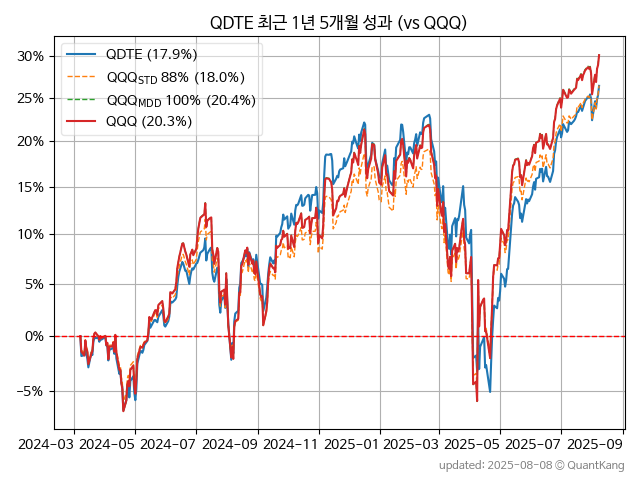 QDTE 최근 1년 5개월 성과 (vs QQQ)
QDTE (17.9%)
QQQSTD 88% (18.0%)
QQQMDD 100% (20.4%)
QQQ (20.3%)
30%
25%
20%
15%
10%
5%
0%
−5%
2024-03 2024-05 2024-07 2024-09 2024-11 2025-01 2025-03 2025-05 2025-07 2025-09
updated: 2025-08-08 © QuantKang